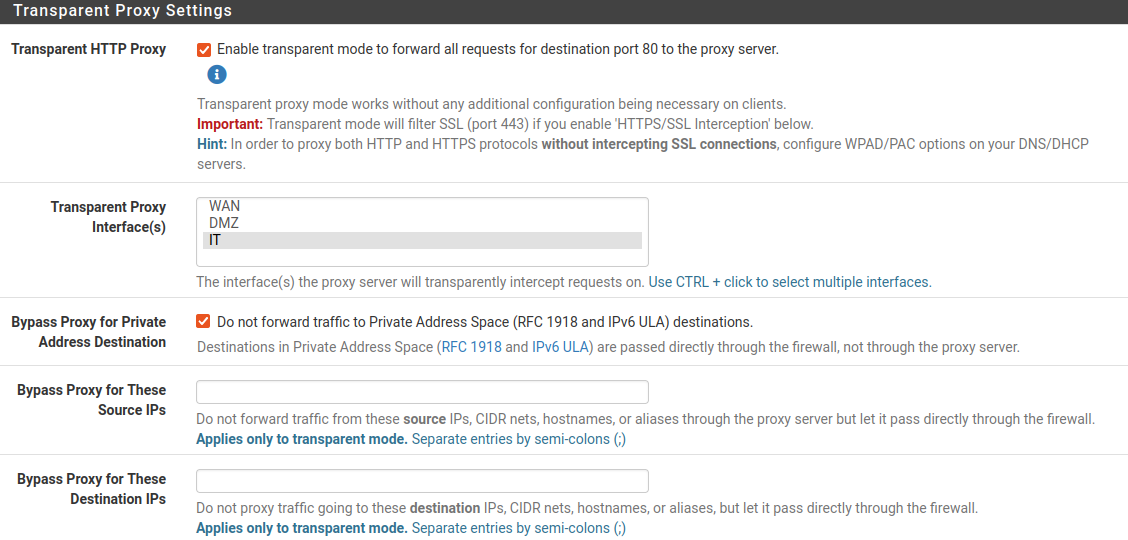 Transparent Proxy Settings
Transparent HTTP Proxy
Enable transparent mode to forward all requests for destination port 80 to the proxy server.
Transparent proxy mode works without any additional configuration being necessary on clients.
Important: Transparent mode will filter SSL (port 443) if you enable 'HTTPS/SSL Interception' below.
Hint: In order to proxy both HTTP and HTTPS protocols without intercepting SSL connections, configure WPAD/PAC options on your DNS/DHCP
servers.
Transparent Proxy
Interface(s)
WAN
DMZ
IT
The interface(s) the proxy server will transparently intercept requests on. Use CTRL + click to select multiple interfaces.
Bypass Proxy for Private
Address Destination
Do not forward traffic to Private Address Space (RFC 1918 and IPv6 ULA) destinations.
Destinations in Private Address Space (RFC 1918 and IPv6 ULA) are passed directly through the firewall, not through the proxy server.
Bypass Proxy for These
Source IPs
Do not forward traffic from these source IPs, CIDR nets, hostnames, or aliases through the proxy server but let it pass directly through the firewall.
Applies only to transparent mode. Separate entries by semi-colons (;)
Bypass Proxy for These
Destination IPs
Do not proxy traffic going to these destination IPs, CIDR nets, hostnames, or aliases, but let it pass directly through the firewall.
Applies only to transparent mode. Separate entries by semi-colons (;)